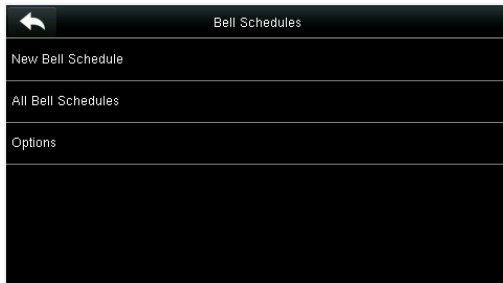 Bell Schedules
New Bell Schedule
All Bell Schedules
Options